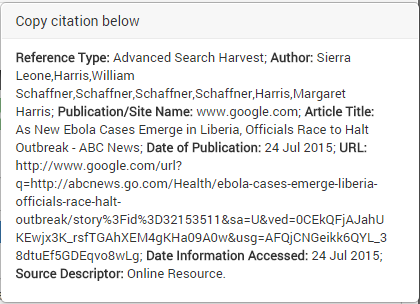 Copy citation below
Reference Type: Advanced Search Harvest; Author: Sierra
Leone,Harris,William
Schaffner,Schaffner,Schaffner,Schaffner,Harris,Margaret
Harris; Publication/Site Name: www.google.com; Article Title:
As New Ebola Cases Emerge in Liberia, Officials Race to Halt
Outbreak - ABC News; Date of Publication: 24 Jul 2015; URL:
http://www.google.com/url?
q=http://abcnews.go.com/Health/ebola-cases-emerge-liberia-
officials-race-halt-
outbreak/story%3Fid%3D32153511&sa=U&ved=0CEkQFjAJahU
KEwjx3K_rsfTGAhXEM4gKHa09A0w&usg=AFQjCNGeikk6QYL_3
8dtuEf5GDEqvo8wLg; Date Information Accessed: 24 Jul 2015;
Source Descriptor: Online Resource.